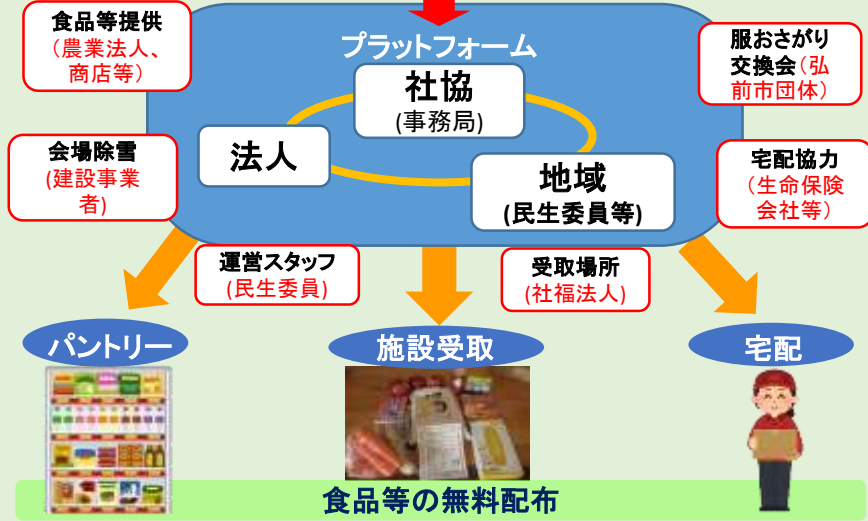 食品等提供
（農業法人、
商店等）
プラットフォーム
社協
(事務局)
服おさがり
交換会（弘
前市団体）
会場除雪
(建設事業
者)
法人
地域
(民生委員等)
宅配協力
（生命保険
会社等）
運営スタッフ
(民生委員)
受取場所
(社福法人)
パントリー
施設受取
宅配
食品等の無料配布